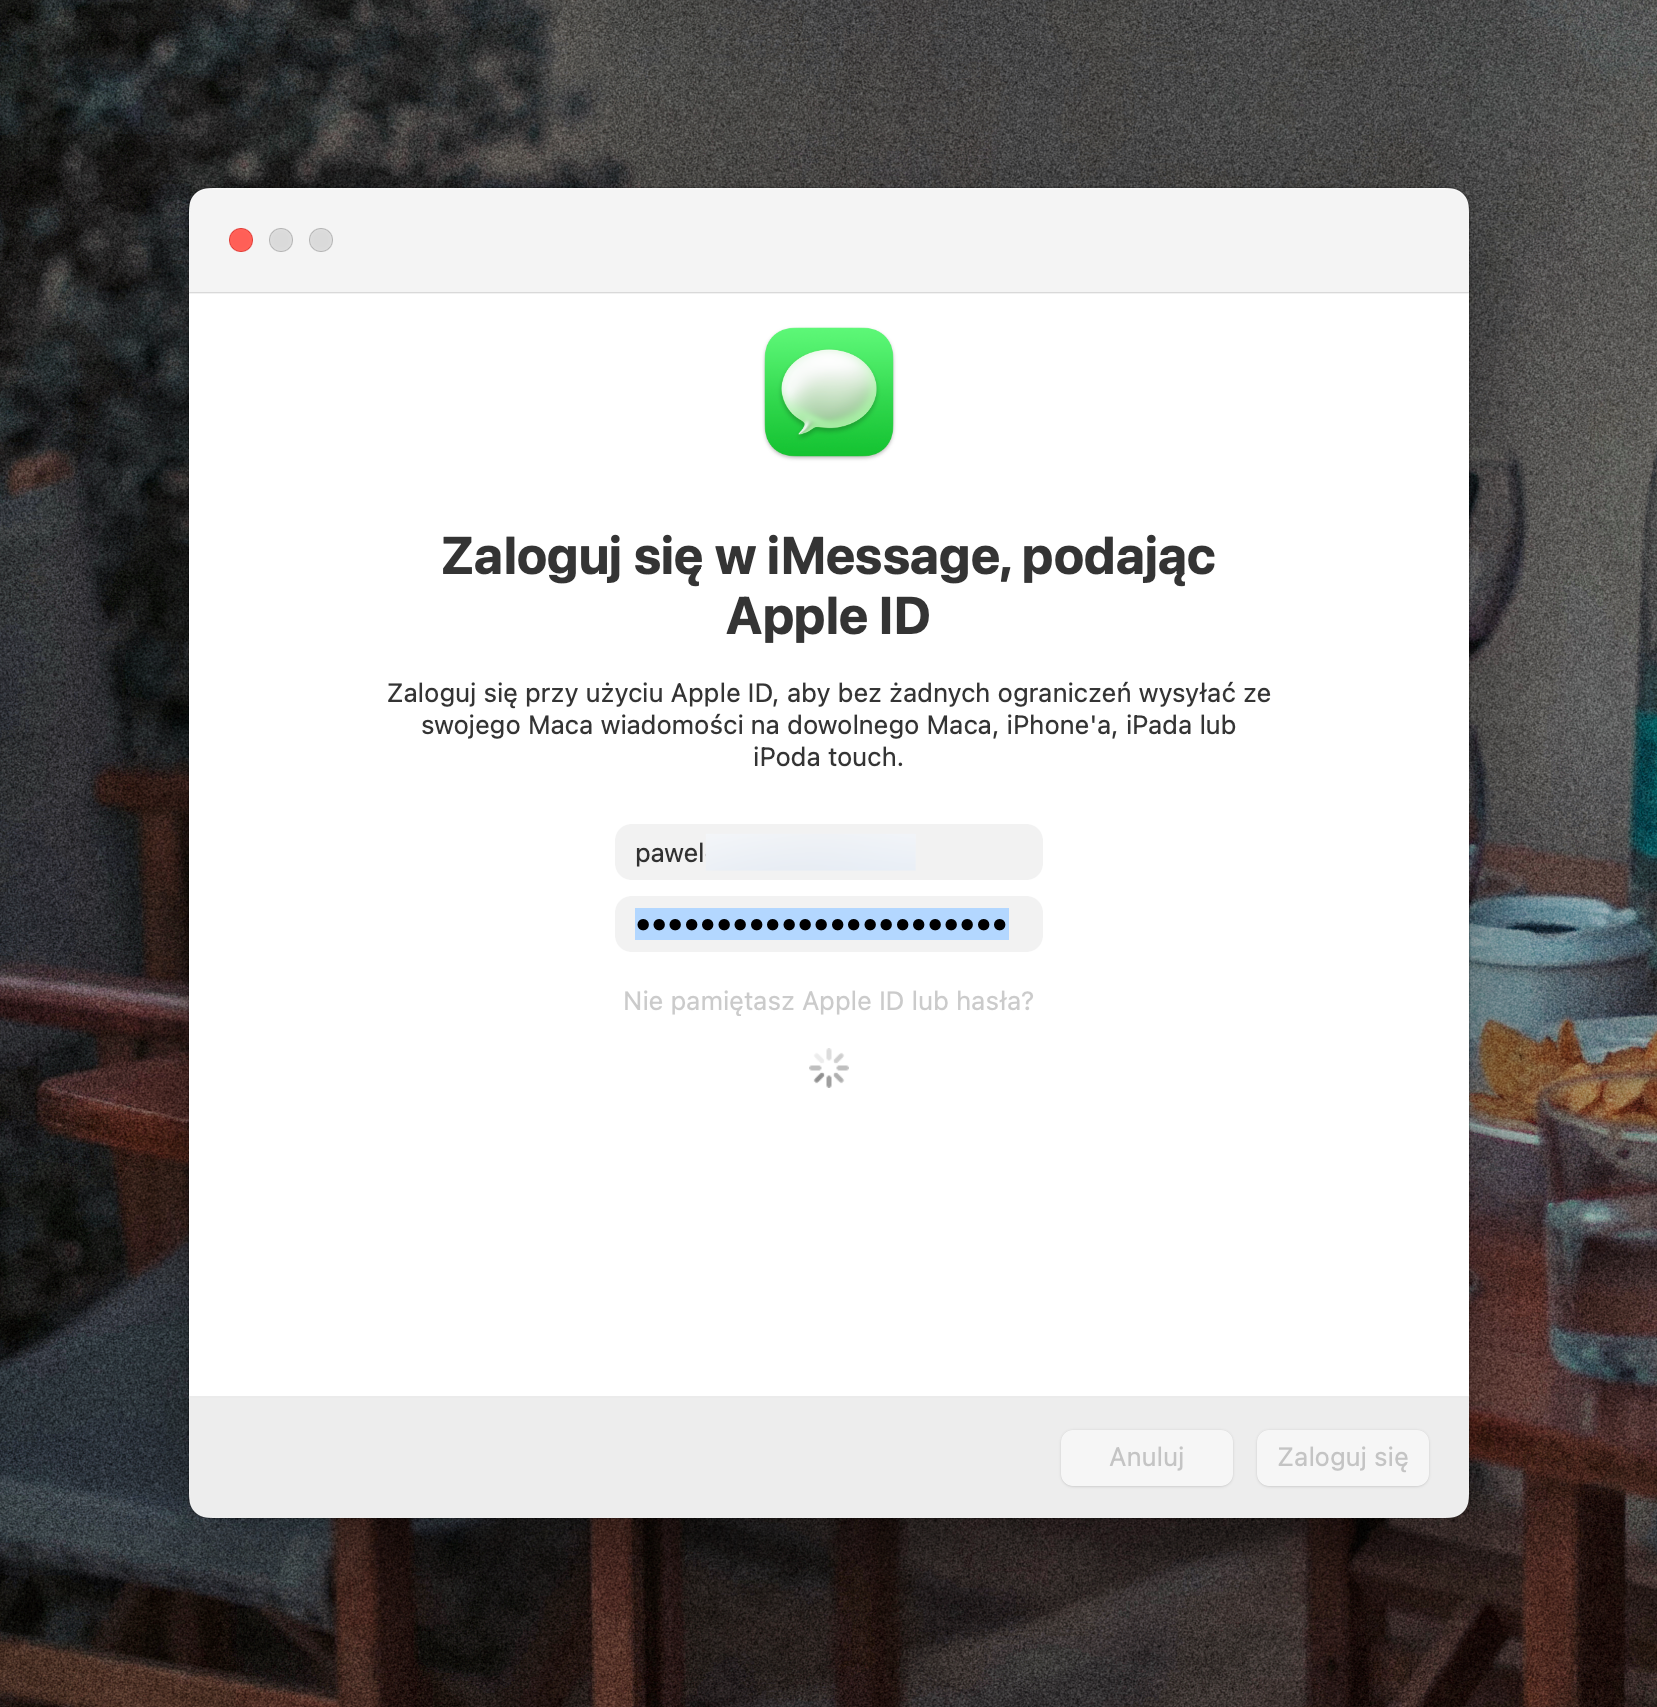 Zaloguj się w iMessage, podając
Apple ID
Zaloguj się przy użyciu Apple ID, aby bez żadnych ograniczeń wysyłać ze
swojego Maca wiadomości na dowolnego Maca, iPhone'a, iPada lub
iPoda touch.
pawel
●●●●●●●●●●●●●●●●●●●●●●●
Nie pamiętasz Apple ID lub hasła?
Anuluj
Zaloguj się